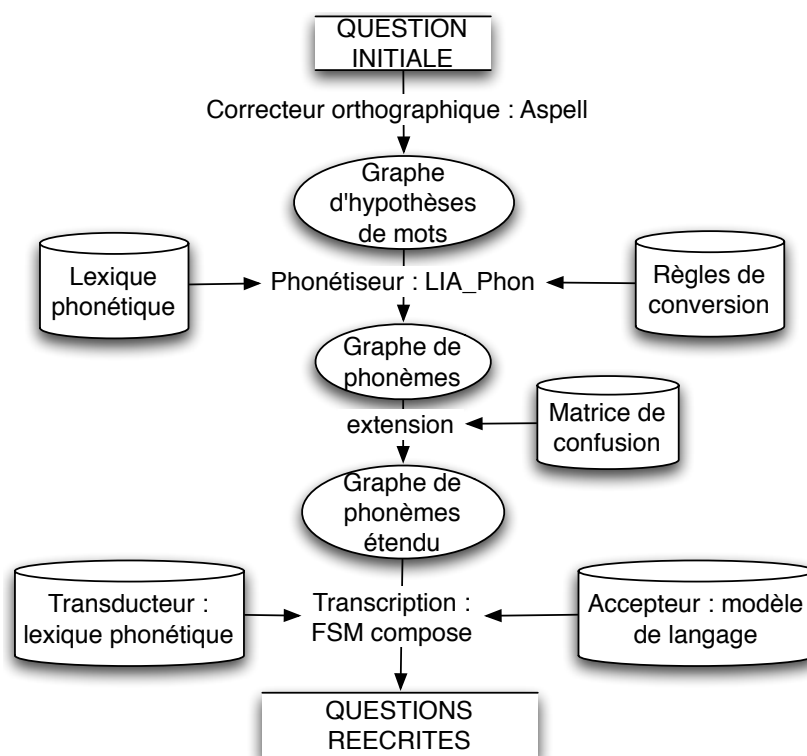 QUESTION
INITIALE
Correcteur orthographique : Aspell
Graphe
d'hypothèses
de mots
Lexique
phonétique
Phonétiseur : LIA_Phon
Règles de
conversion
Graphe de
phonèmes
extension
Matrice de
confusion
Graphe de
phonèmes
étendu
Transducteur :
lexique phonétique
Transcription :
FSM compose
Accepteur : modèle
de langage
QUESTIONS
REECRITES